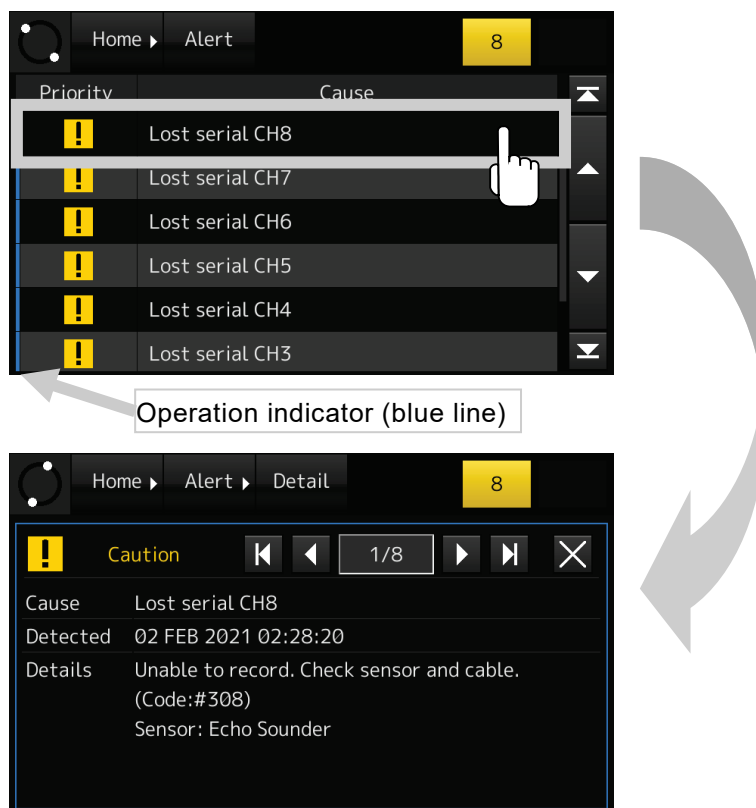 Home Alert 8
Priority Cause
Lost serial CH8
Lost serial CH7
Lost serial CH6
Lost serial CH5
Lost serial CH4
Lost serial CH3
Operation indicator (blue line)
Home Alert Detail 8
Caution 1/8
Cause Lost serial CH8
Detected 02 FEB 2021 02:28:20
Details Unable to record. Check sensor and cable.
(Code:#308)
Sensor: Echo Sounder